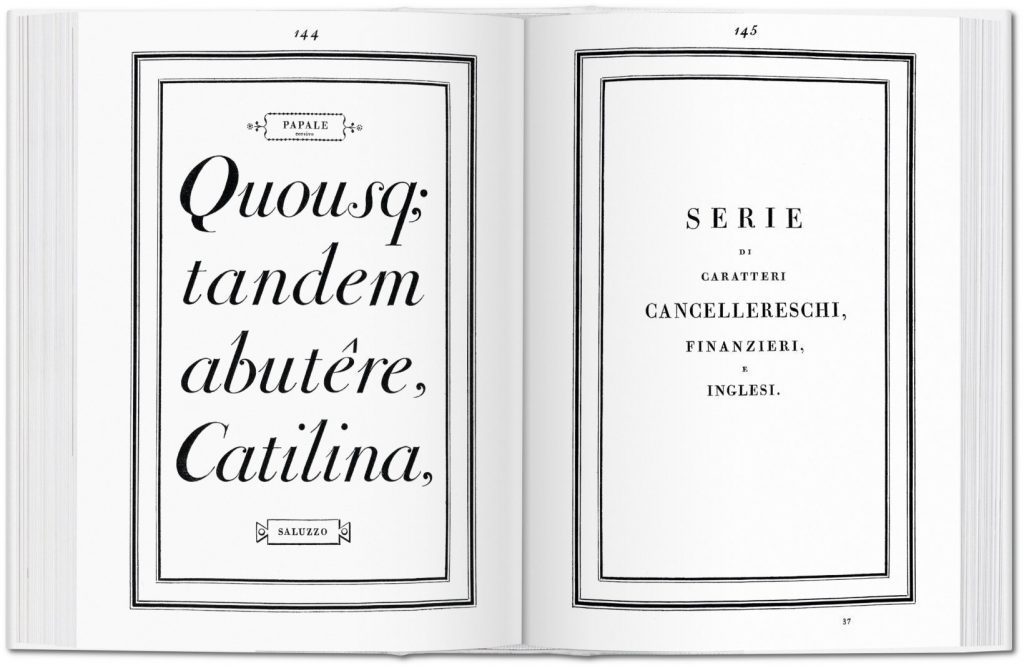 144
PAPALE
corsivo
Quousq;
tandem
abutêre,
Catilina,
SALUZZO
145
SERIE
DI
CARATTERI
CANCELLERESCHI,
FINANZIERI,
E
INGLESI.
37